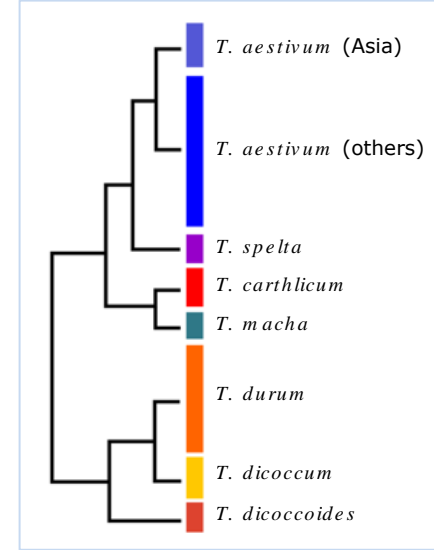 T. aestivum (Asia)
T. aestivum (others)
T. spelta
T. carthlicum
T. macha
T. durum
T. dicoccum
T. dicoccoides